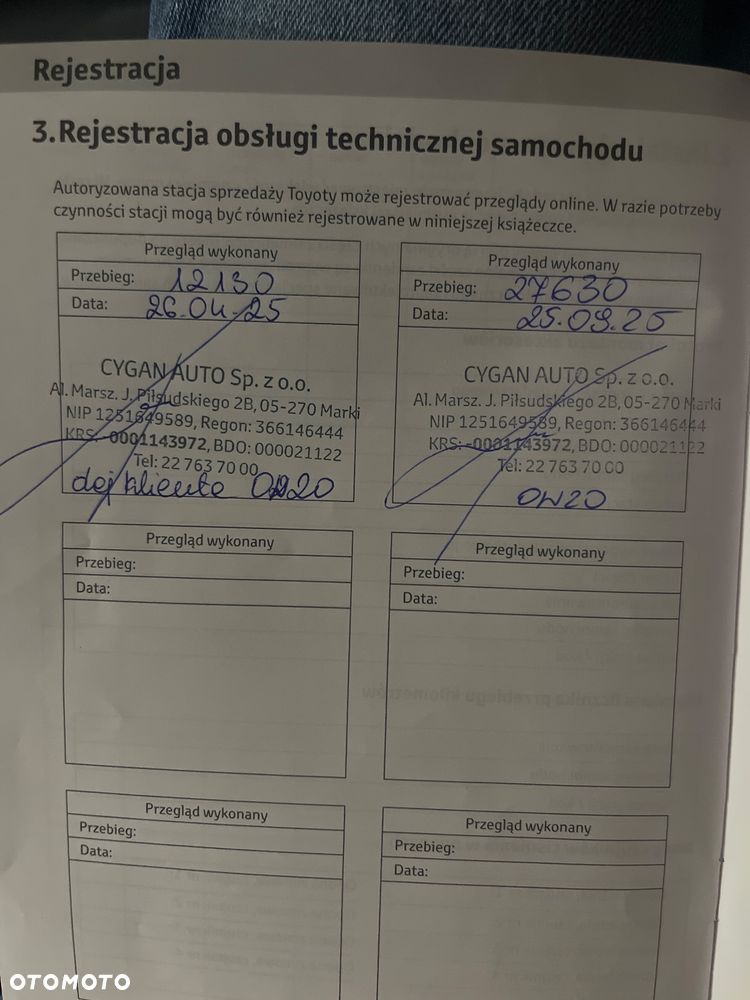 Rejestracja
3. Rejestracja obsługi technicznej samochodu
Autoryzowana stacja sprzedaży Toyoty może rejestrować przeglądy online. W razie potrzeby
czynności stacji mogą być również rejestrowane w niniejszej książeczce.
Przegląd wykonany
Przebieg: 12130
Data: 26.04.25
CYGAN AUTO Sp. z o.o.
Al. Marsz. J. Piłsudskiego 2B, 05-270 Marki
NIP 1251649589, Regon: 366146444
KRS: 0001143972, BDO: 000021122
Tel: 22 763 70 00
olej klienta 0W20
Przegląd wykonany
Przebieg: 27630
Data: 25.09.25
CYGAN AUTO Sp. z o.o.
Al. Marsz. J. Piłsudskiego 2B, 05-270 Marki
NIP 1251649589, Regon: 366146444
KRS: 0001143972, BDO: 000021122
Tel: 22 763 70 00
0W20
Przegląd wykonany
Przebieg:
Data:
Przegląd wykonany
Przebieg:
Data:
Przegląd wykonany
Przebieg:
Data:
Przegląd wykonany
Przebieg:
Data:
OTOMOTO